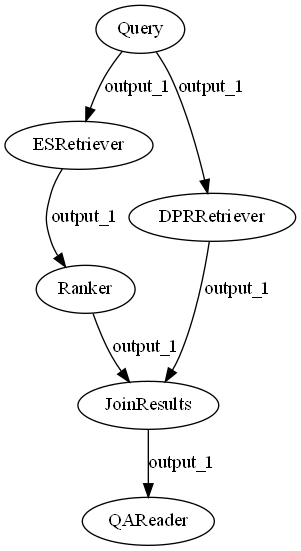 Query
output_1
output_1
ESRetriever
DPRRetriever
output_1
Ranker
output_1
output_1
JoinResults
output_1
QAReader